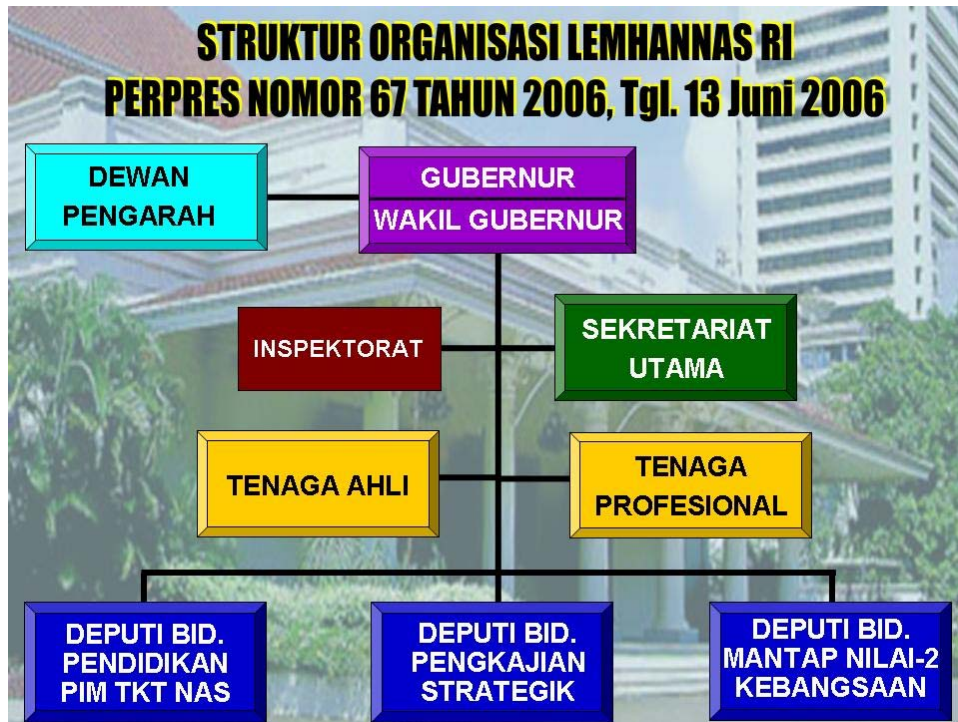 STRUKTUR ORGANISASI LEMHANNAS RI
PERPRES NOMOR 67 TAHUN 2006, Tgl. 13 Juni 2006
DEWAN
PENGARAH
GUBERNUR
WAKIL GUBERNUR
INSPEKTORAT
SEKRETARIAT
UTAMA
TENAGA AHLI
TENAGA
PROFESIONAL
DEPUTI BID.
PENDIDIKAN
PIM TKT NAS
DEPUTI BID.
PENGKAJIAN
STRATEGIK
DEPUTI BID.
MANTAP NILAI-2
KEBANGSAAN